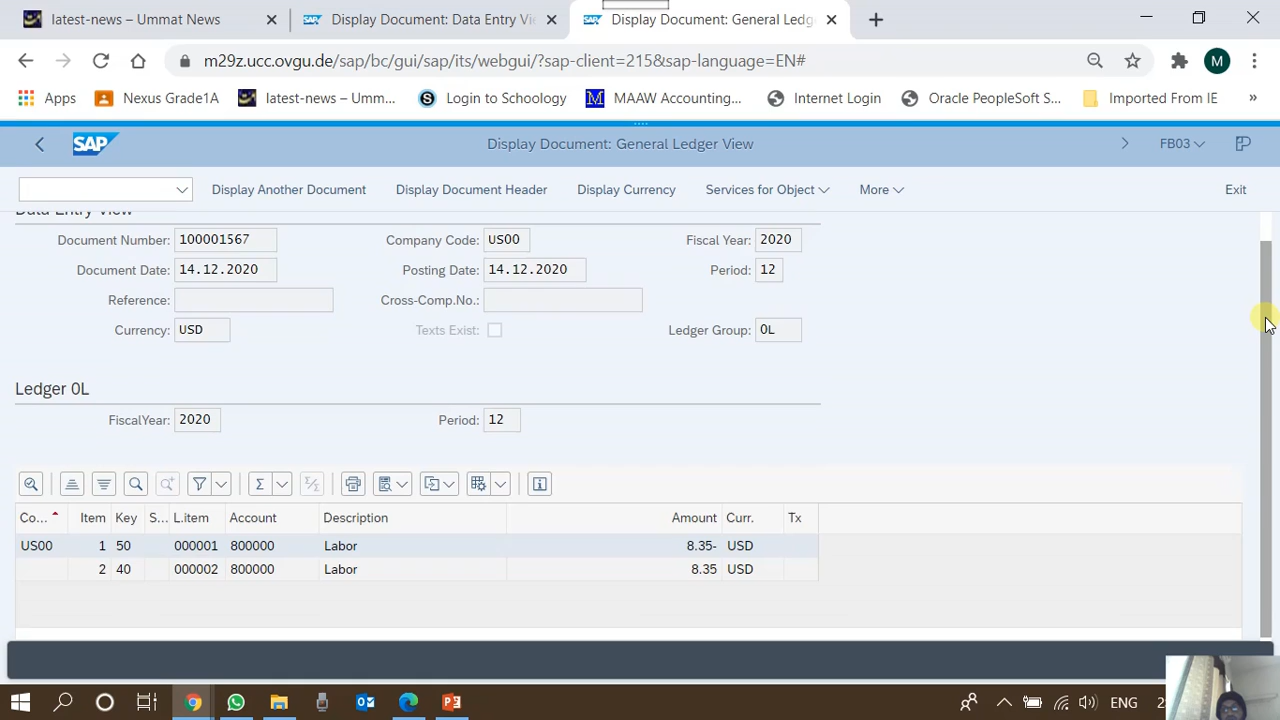 latest-news – Ummat News
Display Document: Data Entry Vi
Display Document: General Ledg
m29z.ucc.ovgu.de/sap/bc/gui/sap/its/webgui/?sap-client=215&sap-language=EN#
M
Apps
Nexus Grade1A
latest-news – Umm...
Login to Schoology
MAAW Accounting...
Internet Login
Oracle PeopleSoft S...
Imported From IE
SAP
Display Document: General Ledger View
FB03
Display Another Document
Display Document Header
Display Currency
Services for Object
More
Exit
Data Entry View
Document Number: 100001567 Company Code: US00 Fiscal Year: 2020
Document Date: 14.12.2020 Posting Date: 14.12.2020 Period: 12
Reference: Cross-Comp.No.:
Currency: USD Texts Exist: Ledger Group: 0L
Ledger 0L
FiscalYear: 2020 Period: 12
Co... Item Key S... L.item Account Description Amount Curr. Tx
US00 1 50 000001 800000 Labor 8.35- USD
2 40 000002 800000 Labor 8.35 USD
ENG